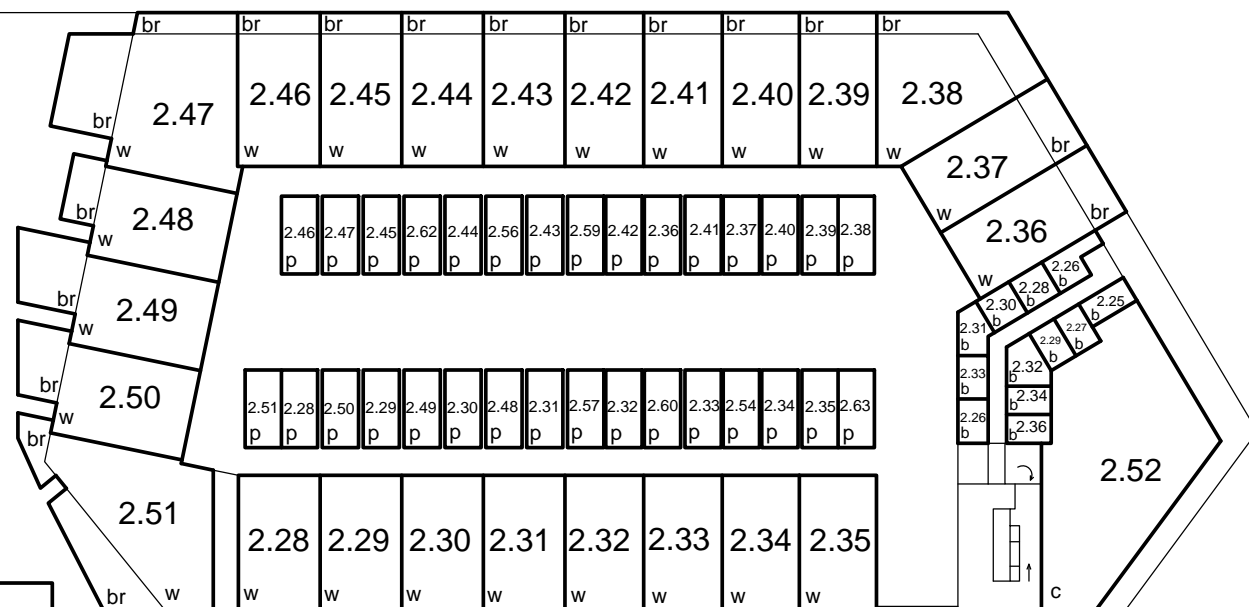 br br br br br br br br br
2.47 2.46 2.45 2.44 2.43 2.42 2.41 2.40 2.39 2.38
br
w w w w w w w w w w
2.37 br
w
2.48 br
w
2.36 br
w
2.46 2.47 2.45 2.62 2.44 2.56 2.43 2.59 2.42 2.36 2.41 2.37 2.40 2.39 2.38
p p p p p p p p p p p p p p p
2.49 br
w
2.26 b
2.28 b
2.30 b
2.31 b
2.25 b
2.27 b
2.29 b
2.32 b
2.33 b
2.34 b
2.26 b
2.36 b
2.50 br
w
2.51 2.28 2.50 2.29 2.49 2.30 2.48 2.31 2.57 2.32 2.60 2.33 2.54 2.34 2.35 2.63
p p p p p p p p p p p p p p p p
br
2.52
c
2.51
br w
2.28 2.29 2.30 2.31 2.32 2.33 2.34 2.35
w w w w w w w w